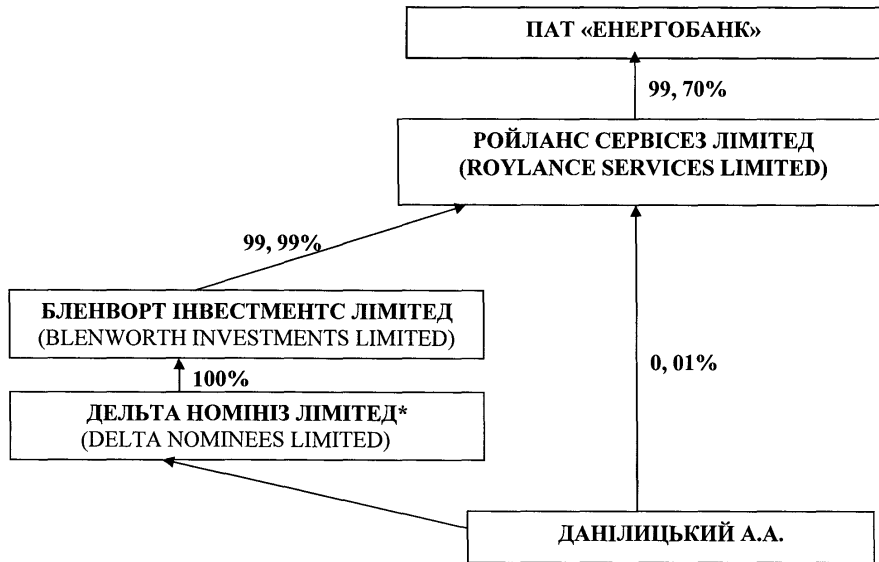 ПАТ «ЕНЕРГОБАНК»
99, 70%
РОЙЛАНС СЕРВІСЕЗ ЛІМІТЕД
(ROYLANCE SERVICES LIMITED)
99, 99%
БЛЕНВОРТ ІНВЕСТМЕНТС ЛІМІТЕД
(BLENWORTH INVESTMENTS LIMITED)
0, 01%
100%
ДЕЛЬТА НОМІНІЗ ЛІМІТЕД*
(DELTA NOMINEES LIMITED)
ДАНІЛИЦЬКИЙ А.А.